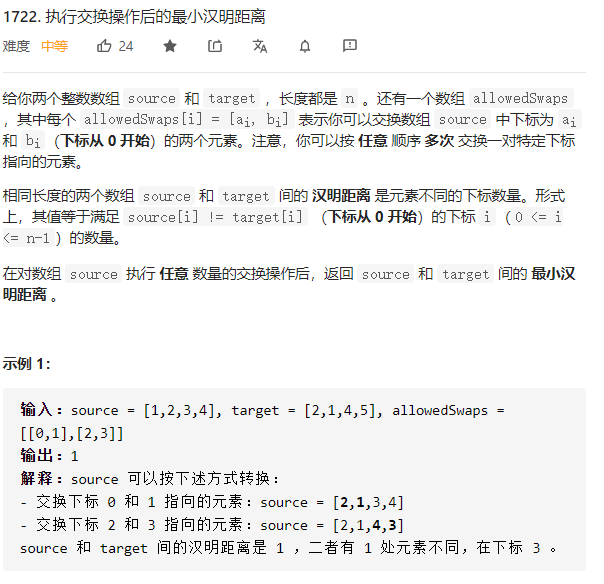 1722. 执行交换操作后的最小汉明距离
难度 中等 24
给你两个整数数组 source 和 target ，长度都是 n 。还有一个数组 allowedSwaps
，其中每个 allowedSwaps[i] = [ai, bi] 表示你可以交换数组 source 中下标为 ai
和 bi（下标从 0 开始）的两个元素。注意，你可以按 任意 顺序 多次 交换一对特定下标
指向的元素。
相同长度的两个数组 source 和 target 间的 汉明距离 是元素不同的下标数量。形式
上，其值等于满足 source[i] != target[i] （下标从 0 开始）的下标 i（0 <= i
<= n-1）的数量。
在对数组 source 执行 任意 数量的交换操作后，返回 source 和 target 间的 最小汉
明距离 。
示例 1：
输入：source = [1,2,3,4], target = [2,1,4,5], allowedSwaps =
[[0,1],[2,3]]
输出：1
解释：source 可以按下述方式转换：
- 交换下标 0 和 1 指向的元素：source = [2,1,3,4]
- 交换下标 2 和 3 指向的元素：source = [2,1,4,3]
source 和 target 间的汉明距离是 1 ，二者有 1 处元素不同，在下标 3 。